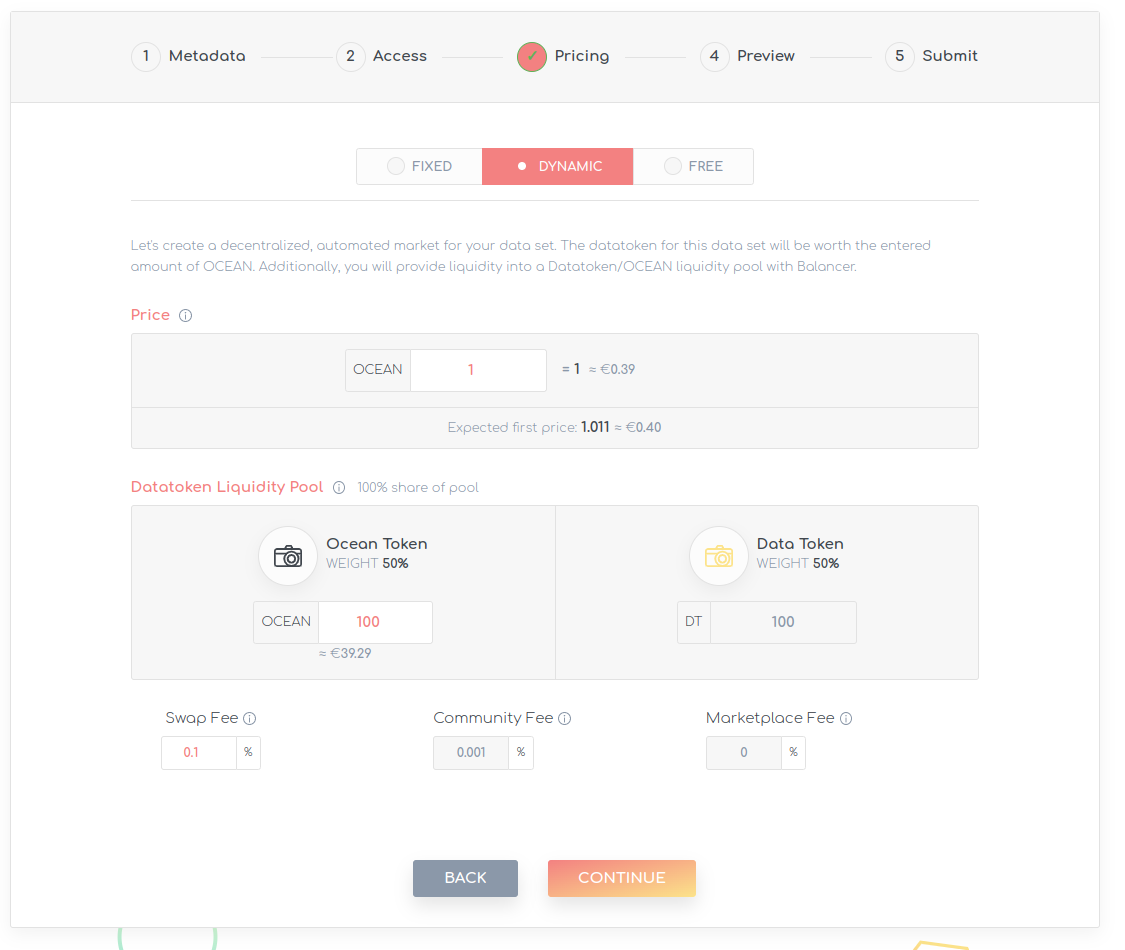 1 Metadata 2 Access ✓ Pricing 4 Preview 5 Submit
FIXED DYNAMIC FREE
Let's create a decentralized, automated market for your data set. The datatoken for this data set will be worth the entered
amount of OCEAN. Additionally, you will provide liquidity into a Datatoken/OCEAN liquidity pool with Balancer.
Price
OCEAN 1 = 1 ≈ €0.39
Expected first price: 1.011 ≈ €0.40
Datatoken Liquidity Pool 100% share of pool
Ocean Token
WEIGHT 50%
OCEAN 100
≈ €39.29
Data Token
WEIGHT 50%
DT 100
Swap Fee Community Fee Marketplace Fee
0.1 % 0.001 % 0 %
BACK CONTINUE